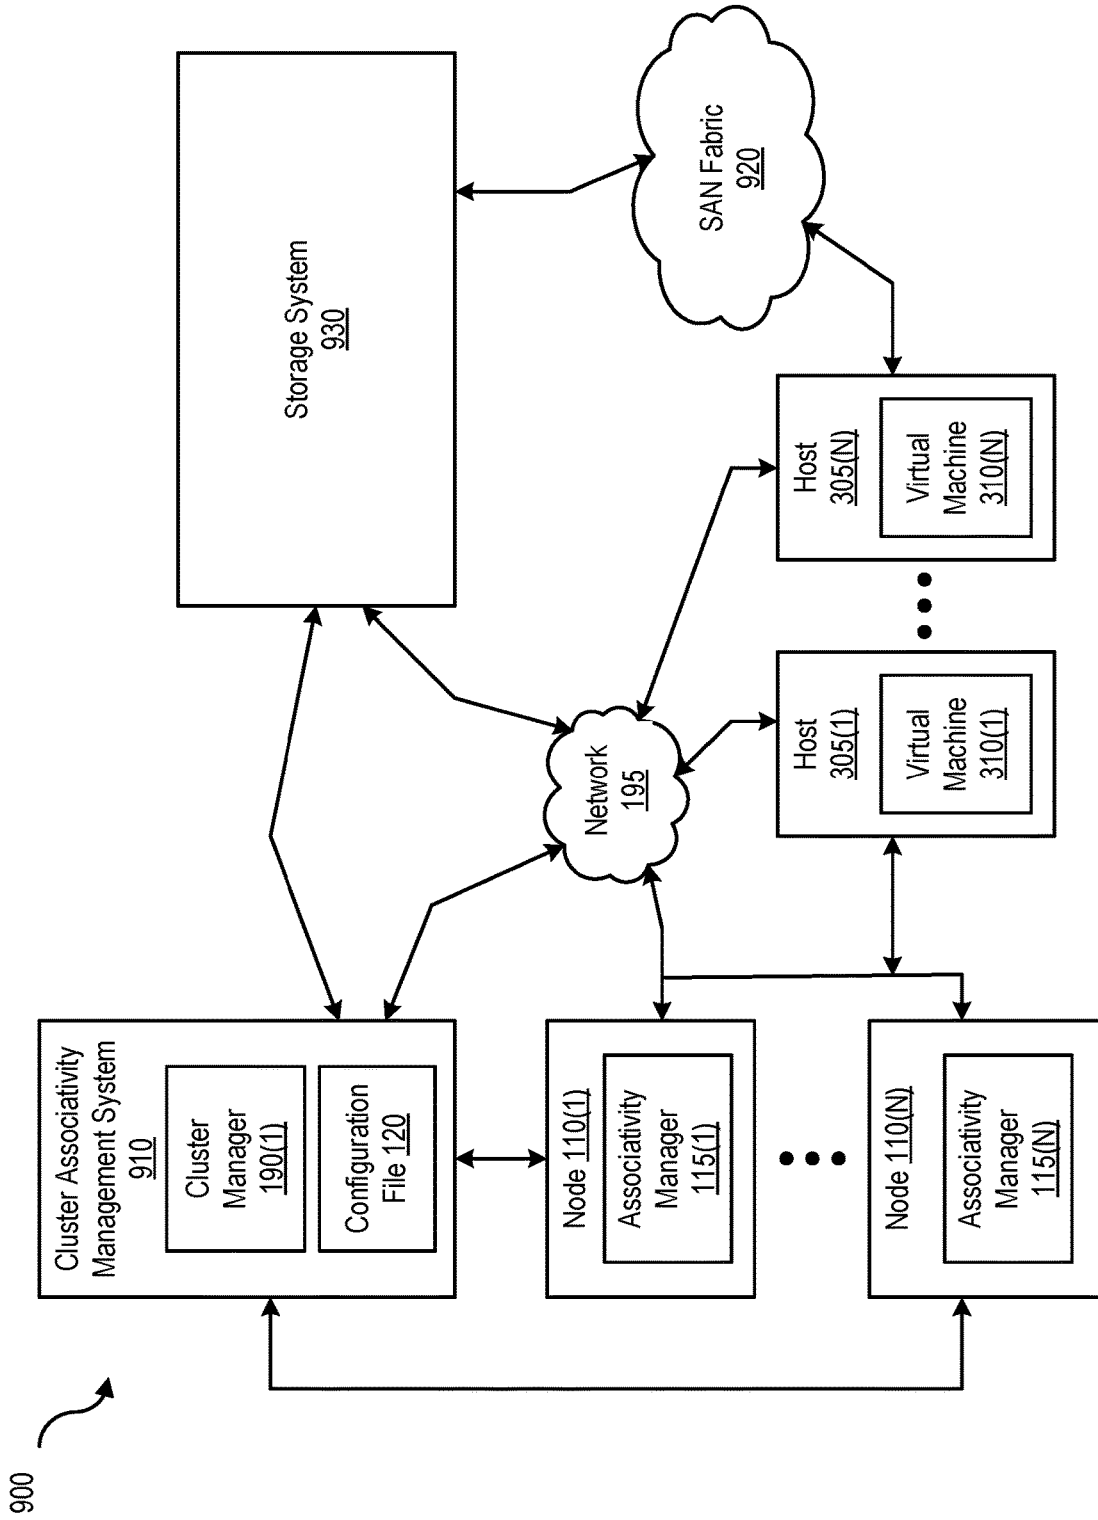 900
Cluster Associativity
Management System
910
Cluster
Manager
190(1)
Configuration
File 120
Node 110(1)
Associativity
Manager
115(1)
Node 110(N)
Associativity
Manager
115(N)
Network
195
Storage System
930
SAN Fabric
920
Host
305(1)
Virtual
Machine
310(1)
Host
305(N)
Virtual
Machine
310(N)